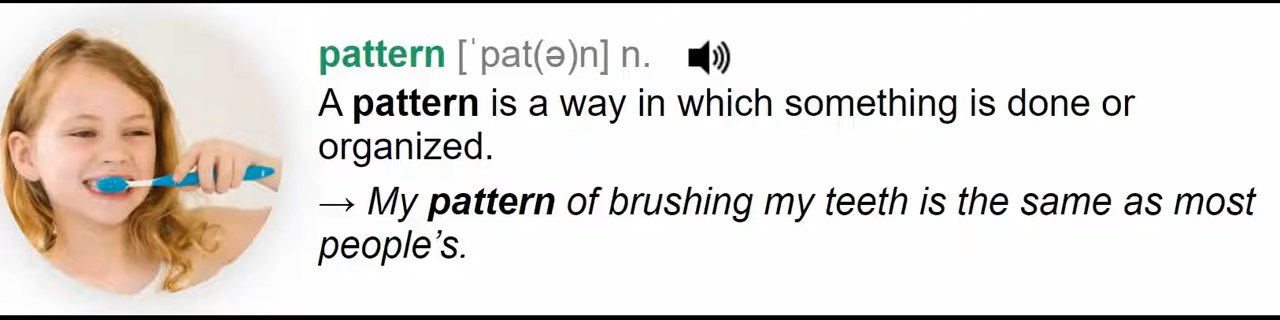 pattern [ˈpat(ə)n] n.
A pattern is a way in which something is done or
organized.
→ My pattern of brushing my teeth is the same as most
people’s.